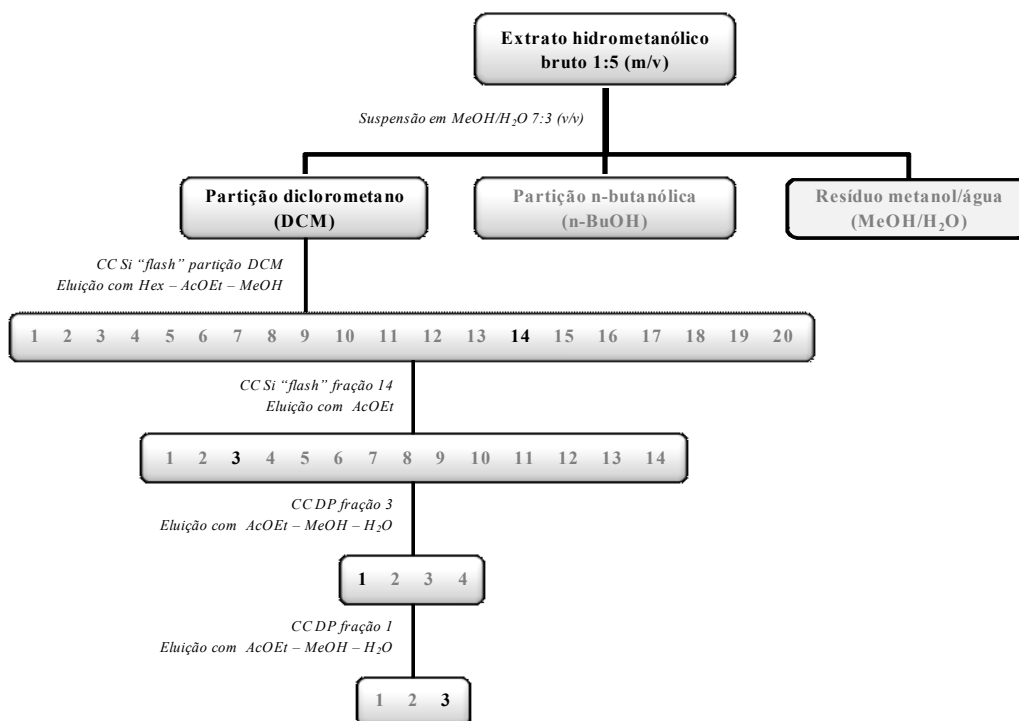 Extrato hidrometanólico
bruto 1:5 (m/v)
Suspensão em MeOH/H₂O 7:3 (v/v)
Partição diclorometano
(DCM)
Partição n-butanólica
(n-BuOH)
Resíduo metanol/água
(MeOH/H₂O)
CC Si “flash” partição DCM
Eluição com Hex – AcOEt – MeOH
1 2 3 4 5 6 7 8 9 10 11 12 13 14 15 16 17 18 19 20
CC Si “flash” fração 14
Eluição com AcOEt
1 2 3 4 5 6 7 8 9 10 11 12 13 14
CC DP fração 3
Eluição com AcOEt – MeOH – H₂O
1 2 3 4
CC DP fração 1
Eluição com AcOEt – MeOH – H₂O
1 2 3